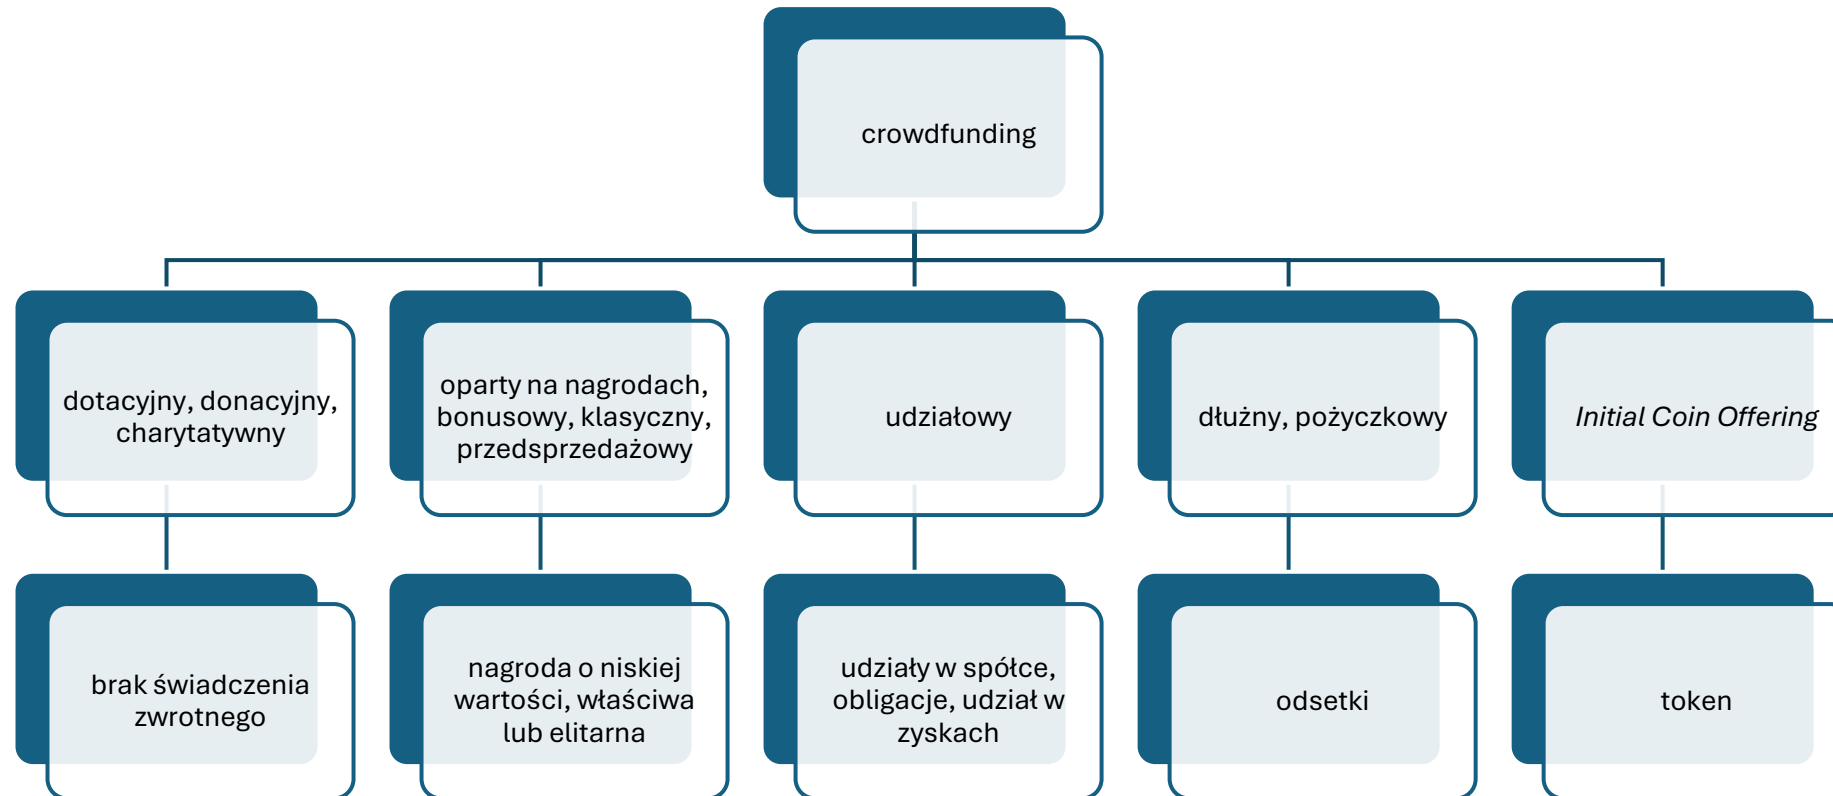 crowdfunding
dotacyjny, donacyjny,
charytatywny
oparty na nagrodach,
bonusowy, klasyczny,
przedsprzedażowy
udziałowy
dłużny, pożyczkowy
Initial Coin Offering
brak świadczenia
zwrotnego
nagroda o niskiej
wartości, właściwa
lub elitarna
udziały w spółce,
obligacje, udział w
zyskach
odsetki
token